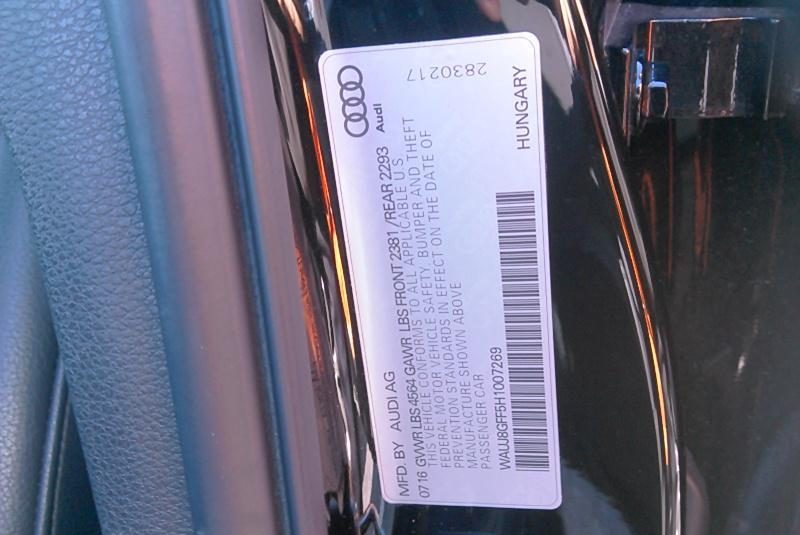 MFD. BY AUDI AG
Audi
0716 GVWR LBS 4564 GAWR LBS FRONT 2381 / REAR 2293
THIS VEHICLE CONFORMS TO ALL APPLICABLE U S
FEDERAL MOTOR VEHICLE SAFETY, BUMPER AND THEFT
PREVENTION STANDARDS IN EFFECT ON THE DATE OF
MANUFACTURE SHOWN ABOVE
PASSENGER CAR
WAUJ8GFF5H1007269
HUNGARY
2830217